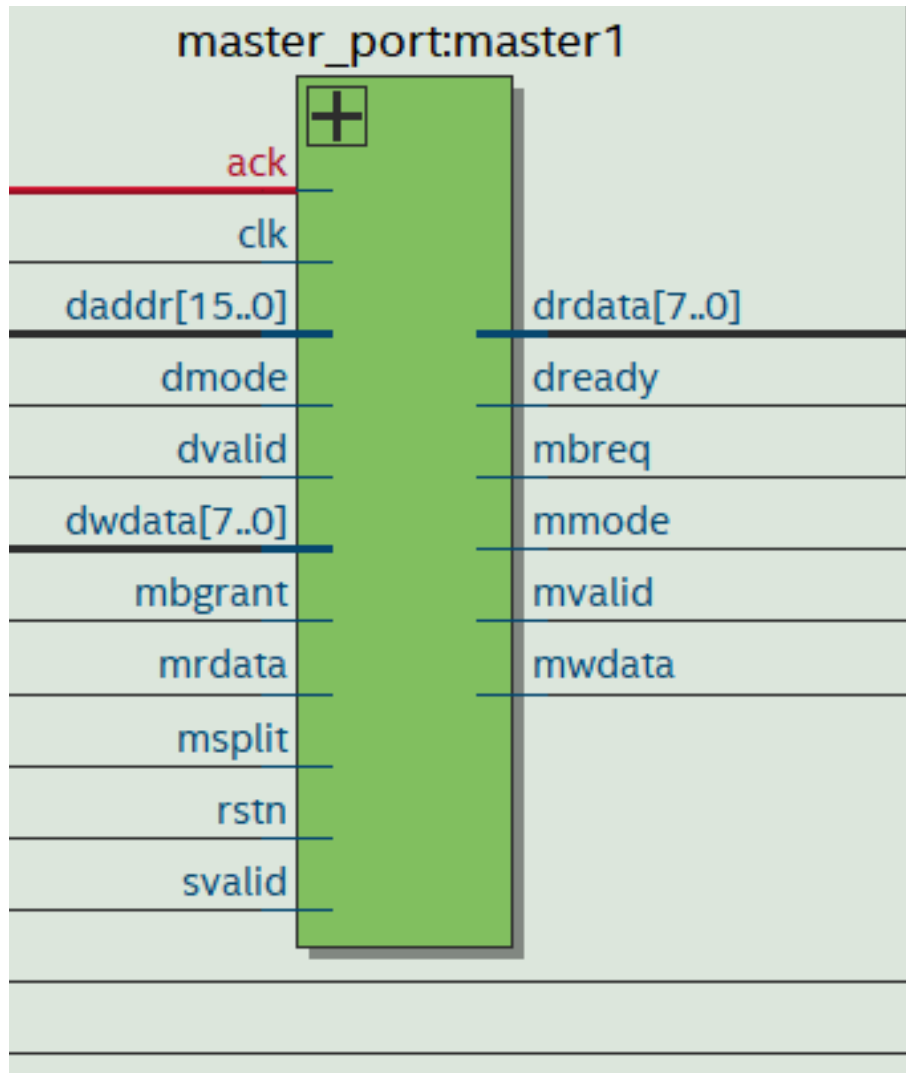 master_port:master1
ack
clk
daddr[15..0]
dmode
dvalid
dwdata[7..0]
mbgrant
mrdata
msplit
rstn
svalid
drdata[7..0]
dready
mbreq
mmode
mvalid
mwdata